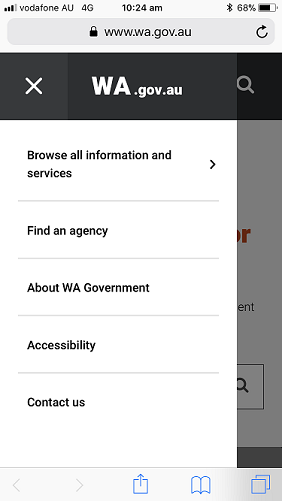 vodafone AU 4G 10:24 am 68%
www.wa.gov.au
WA.gov.au
Browse all information and
services
Find an agency
About WA Government
Accessibility
Contact us